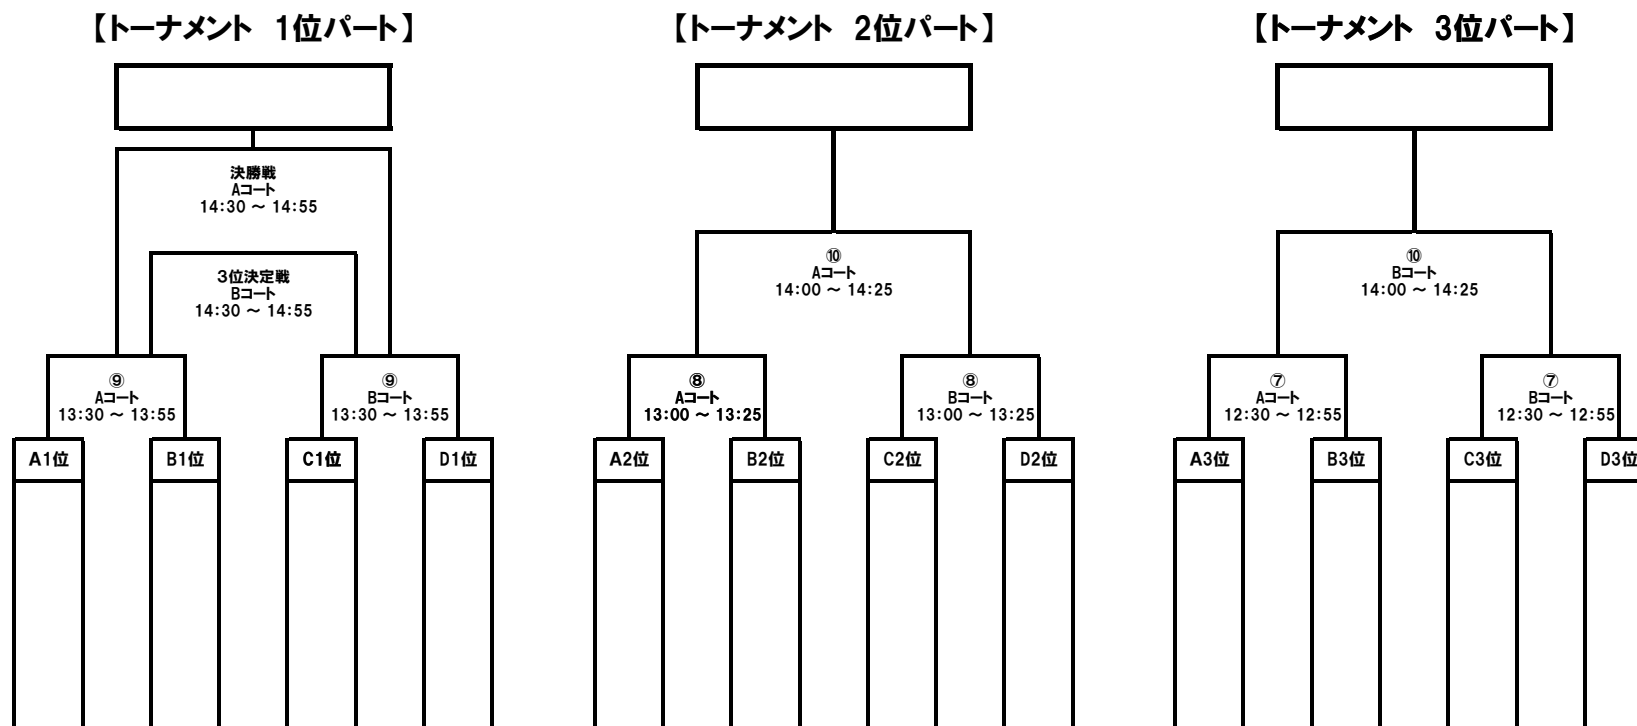 【トーナメント　1位パート】
決勝戦
Aコート
14:30 ～ 14:55
3位決定戦
Bコート
14:30 ～ 14:55
⑨
Aコート
13:30 ～ 13:55
⑨
Bコート
13:30 ～ 13:55
A1位
B1位
C1位
D1位
【トーナメント　2位パート】
⑩
Aコート
14:00 ～ 14:25
⑧
Aコート
13:00 ～ 13:25
⑧
Bコート
13:00 ～ 13:25
A2位
B2位
C2位
D2位
【トーナメント　3位パート】
⑩
Bコート
14:00 ～ 14:25
⑦
Aコート
12:30 ～ 12:55
⑦
Bコート
12:30 ～ 12:55
A3位
B3位
C3位
D3位